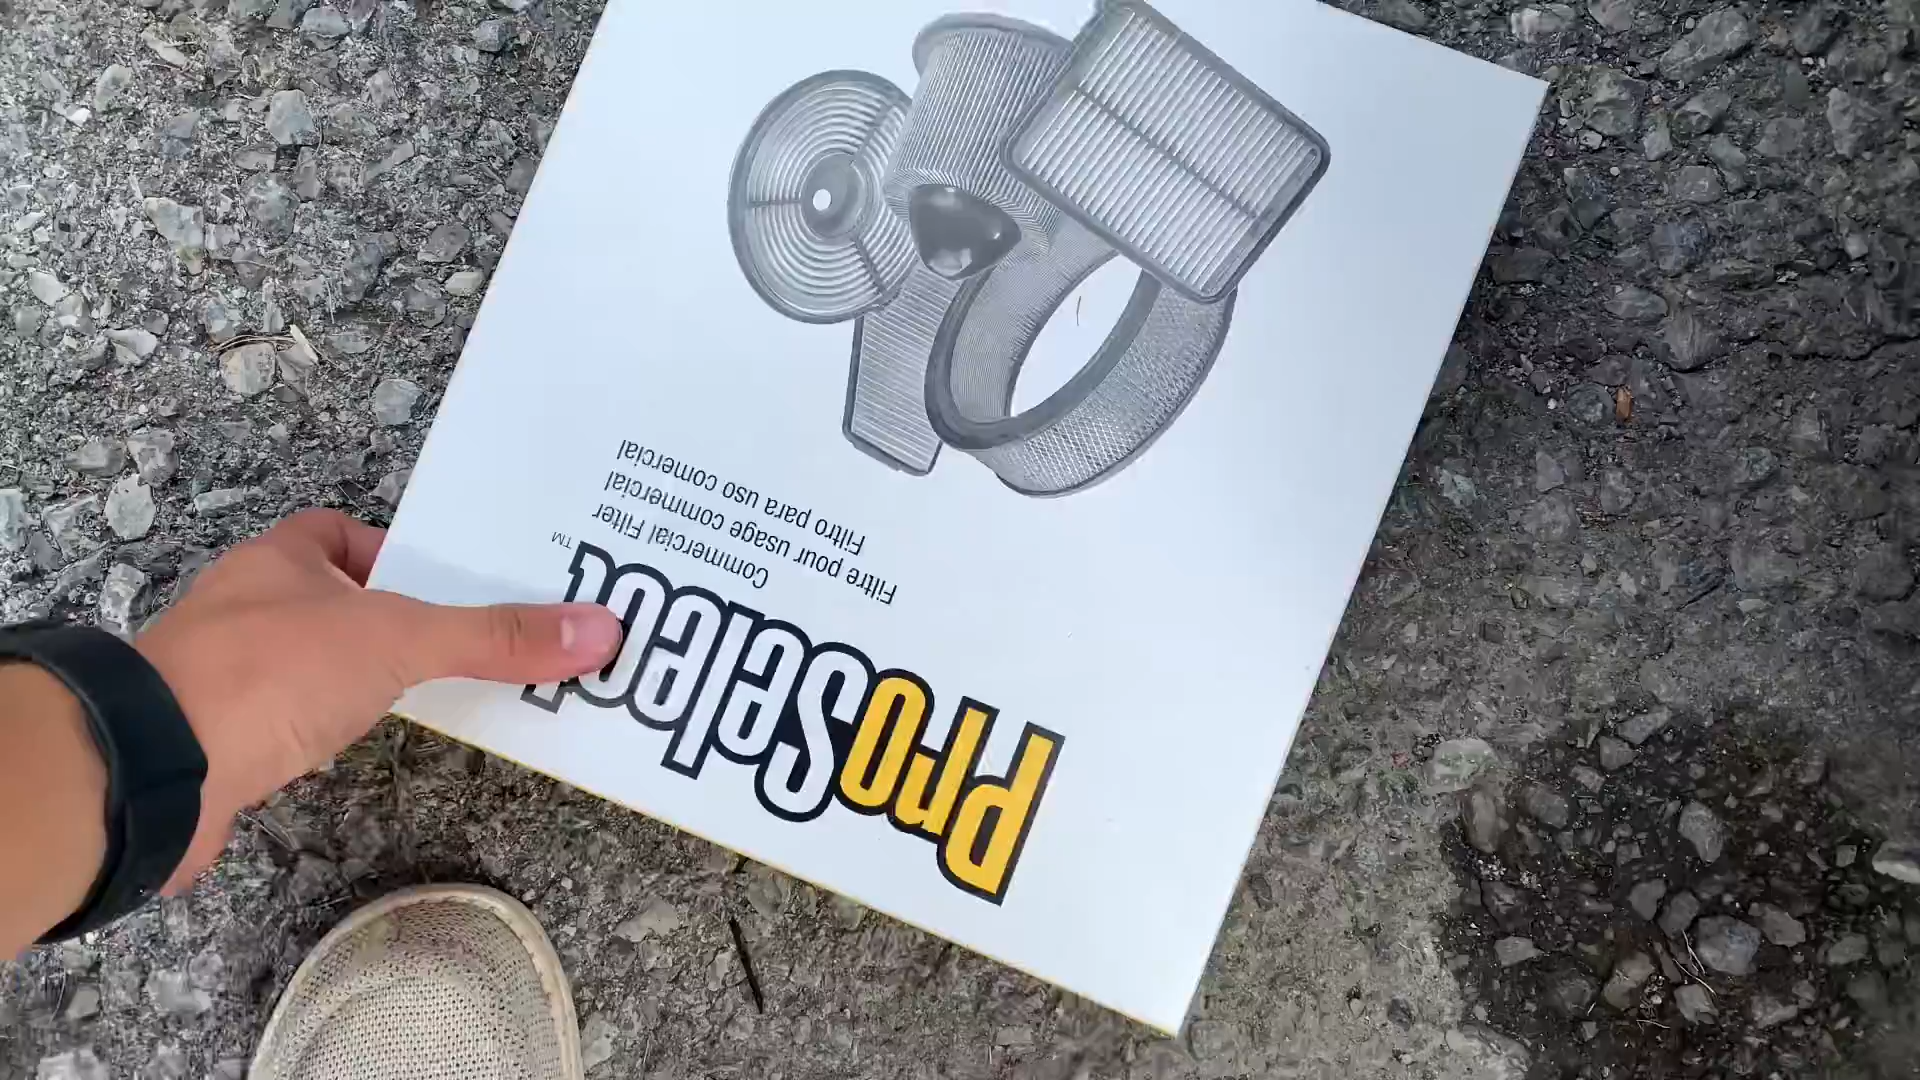 ProSelect™
Commercial Filter
Filtre pour usage commercial
Filtro para uso comercial